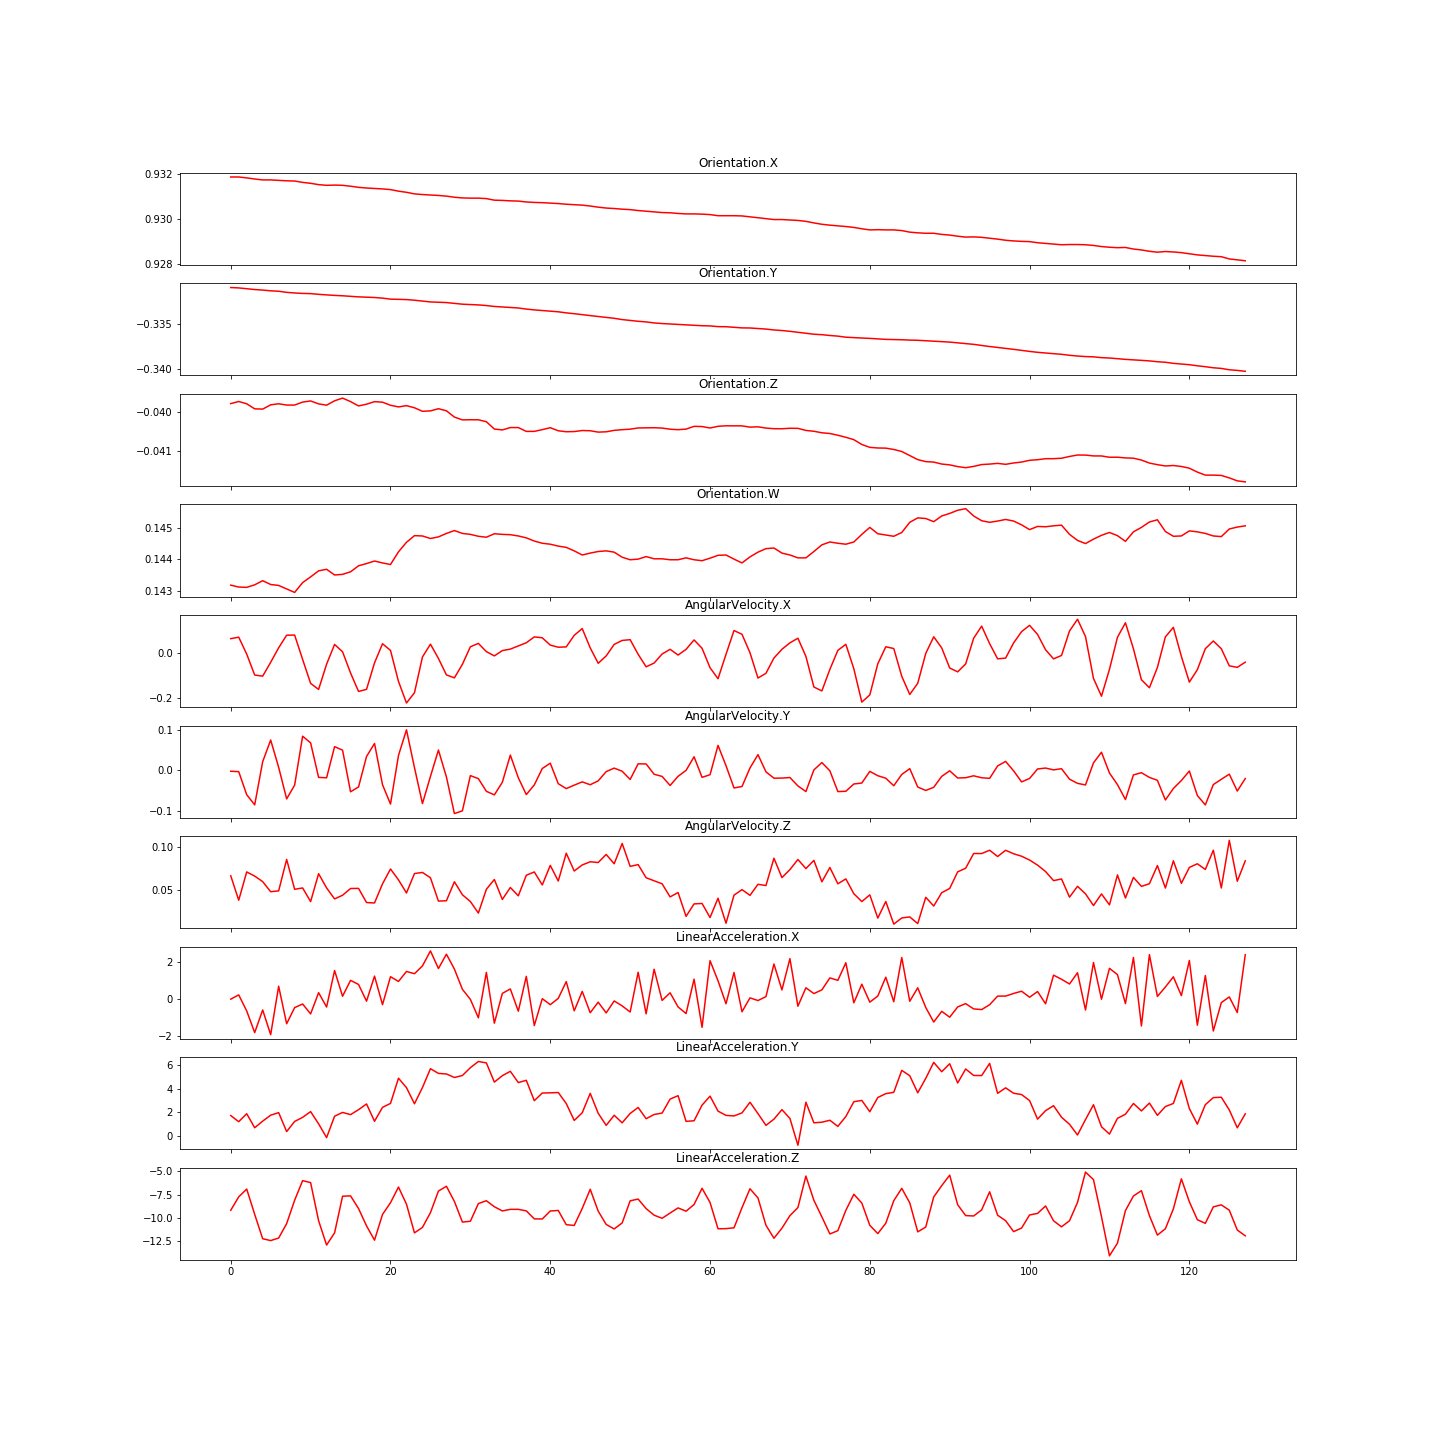 Orientation.X
0.932
0.930
0.928
Orientation.Y
−0.335
−0.340
Orientation.Z
−0.040
−0.041
Orientation.W
0.145
0.144
0.143
AngularVelocity.X
0.0
−0.2
AngularVelocity.Y
0.1
0.0
−0.1
AngularVelocity.Z
0.10
0.05
LinearAcceleration.X
2
0
−2
LinearAcceleration.Y
6
4
2
0
LinearAcceleration.Z
−5.0
−7.5
−10.0
−12.5
0 20 40 60 80 100 120